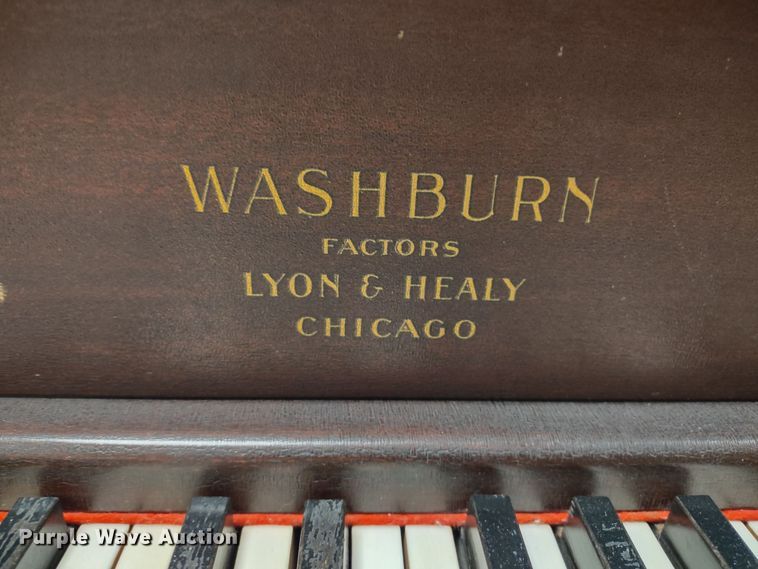 WASHBURN
FACTORS
LYON & HEALY
CHICAGO
Purple Wave Auction